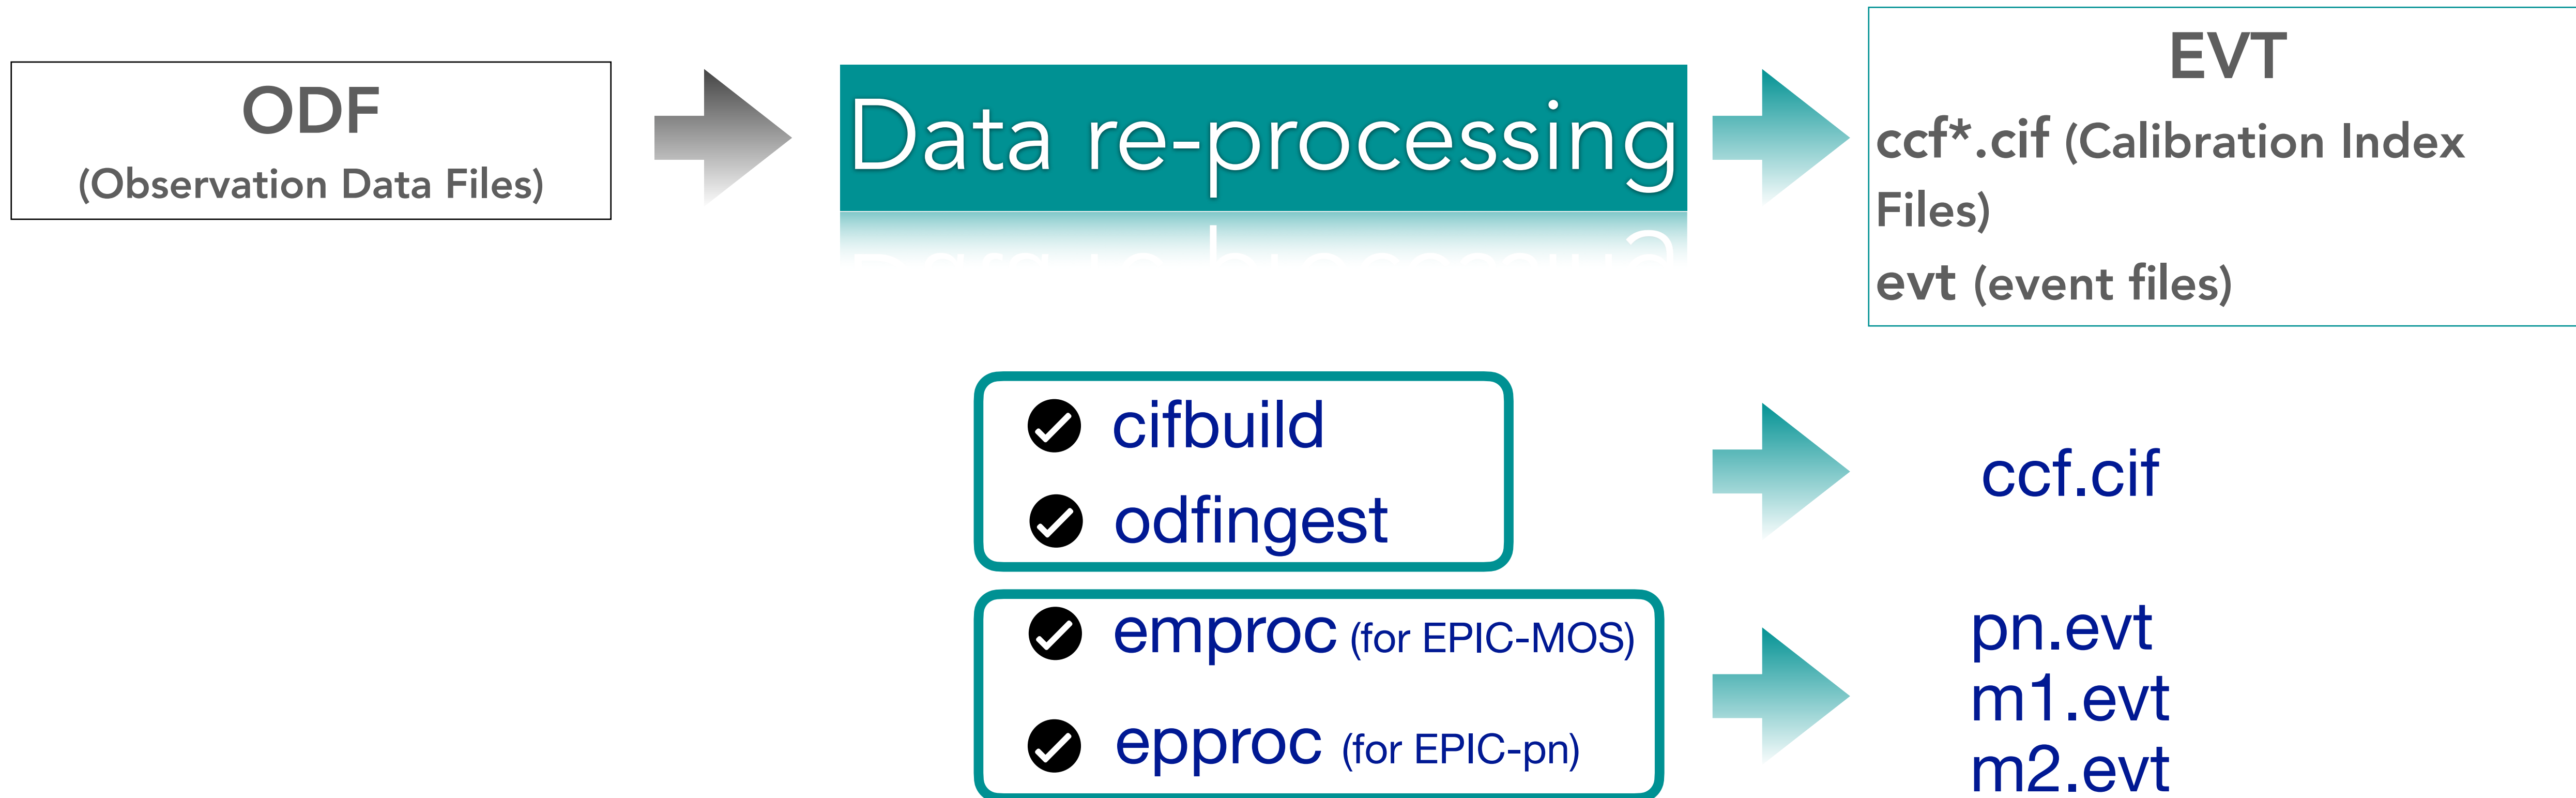 ODF
(Observation Data Files)
Data re-processing
EVT
ccf*.cif (Calibration Index
Files)
evt (event files)
cifbuild
odfingest
ccf.cif
emproc (for EPIC-MOS)
epproc (for EPIC-pn)
pn.evt
m1.evt
m2.evt